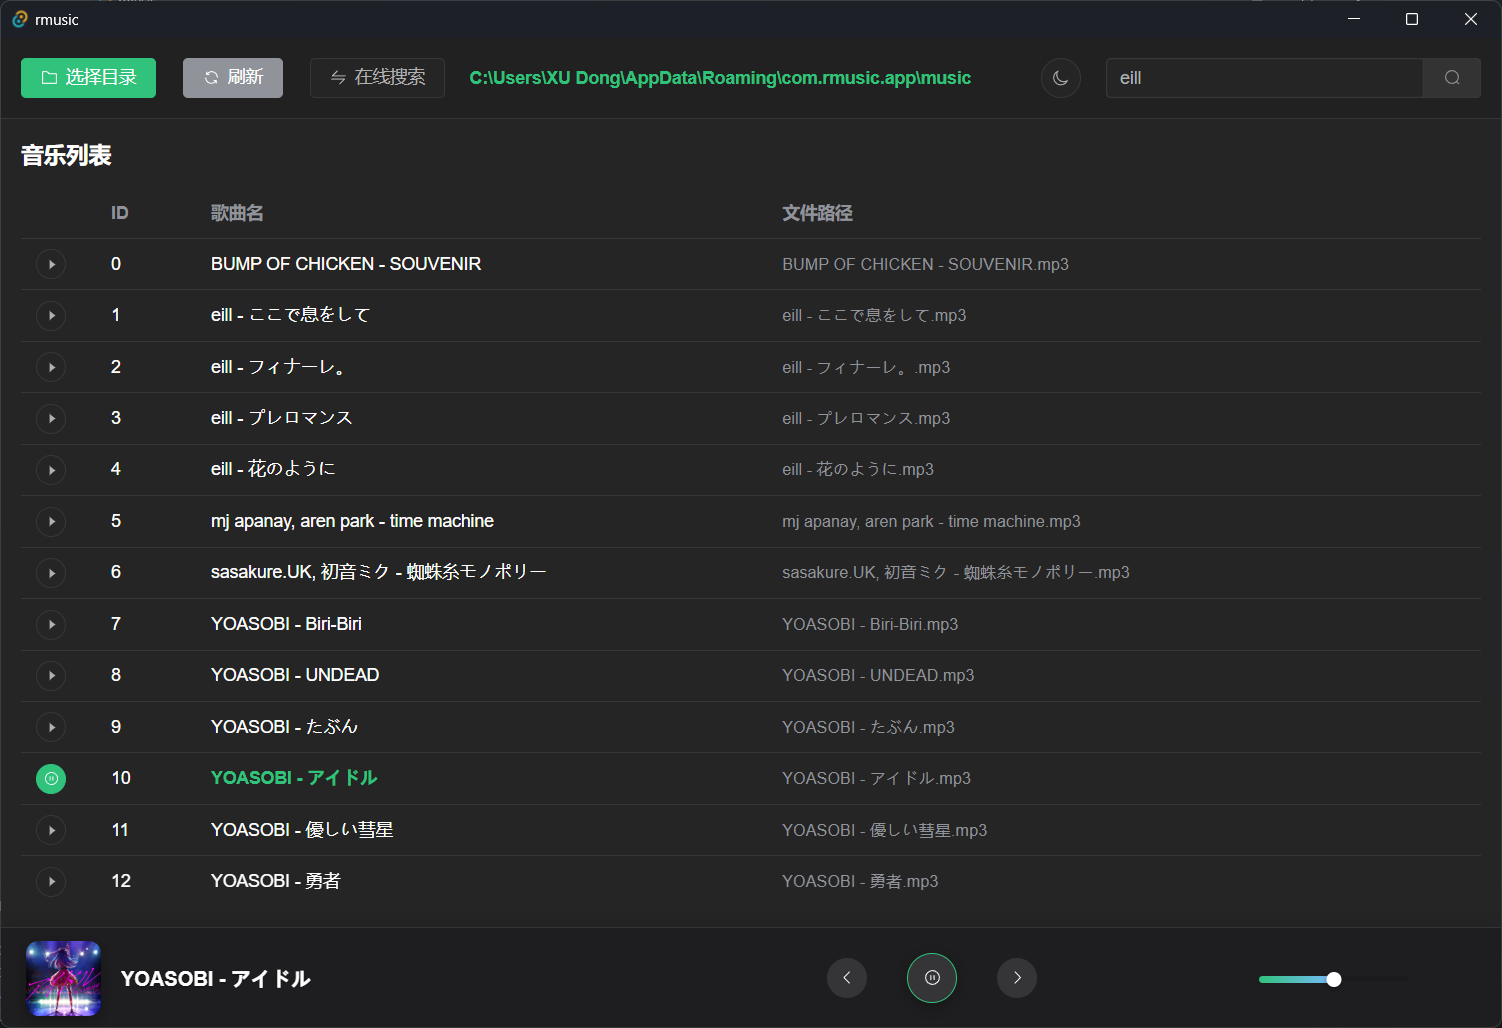 rmusic
选择目录 刷新 在线搜索 C:\Users\XU Dong\AppData\Roaming\com.rmusic.app\music eill
音乐列表
ID 歌曲名 文件路径
0 BUMP OF CHICKEN - SOUVENIR BUMP OF CHICKEN - SOUVENIR.mp3
1 eill - ここで息をして eill - ここで息をして.mp3
2 eill - フィナーレ。 eill - フィナーレ。.mp3
3 eill - プレロマンス eill - プレロマンス.mp3
4 eill - 花のように eill - 花のように.mp3
5 mj apanay, aren park - time machine mj apanay, aren park - time machine.mp3
6 sasakure.UK, 初音ミク - 蜘蛛糸モノポリー sasakure.UK, 初音ミク - 蜘蛛糸モノポリー.mp3
7 YOASOBI - Biri-Biri YOASOBI - Biri-Biri.mp3
8 YOASOBI - UNDEAD YOASOBI - UNDEAD.mp3
9 YOASOBI - たぶん YOASOBI - たぶん.mp3
10 YOASOBI - アイドル YOASOBI - アイドル.mp3
11 YOASOBI - 優しい彗星 YOASOBI - 優しい彗星.mp3
12 YOASOBI - 勇者 YOASOBI - 勇者.mp3
YOASOBI - アイドル